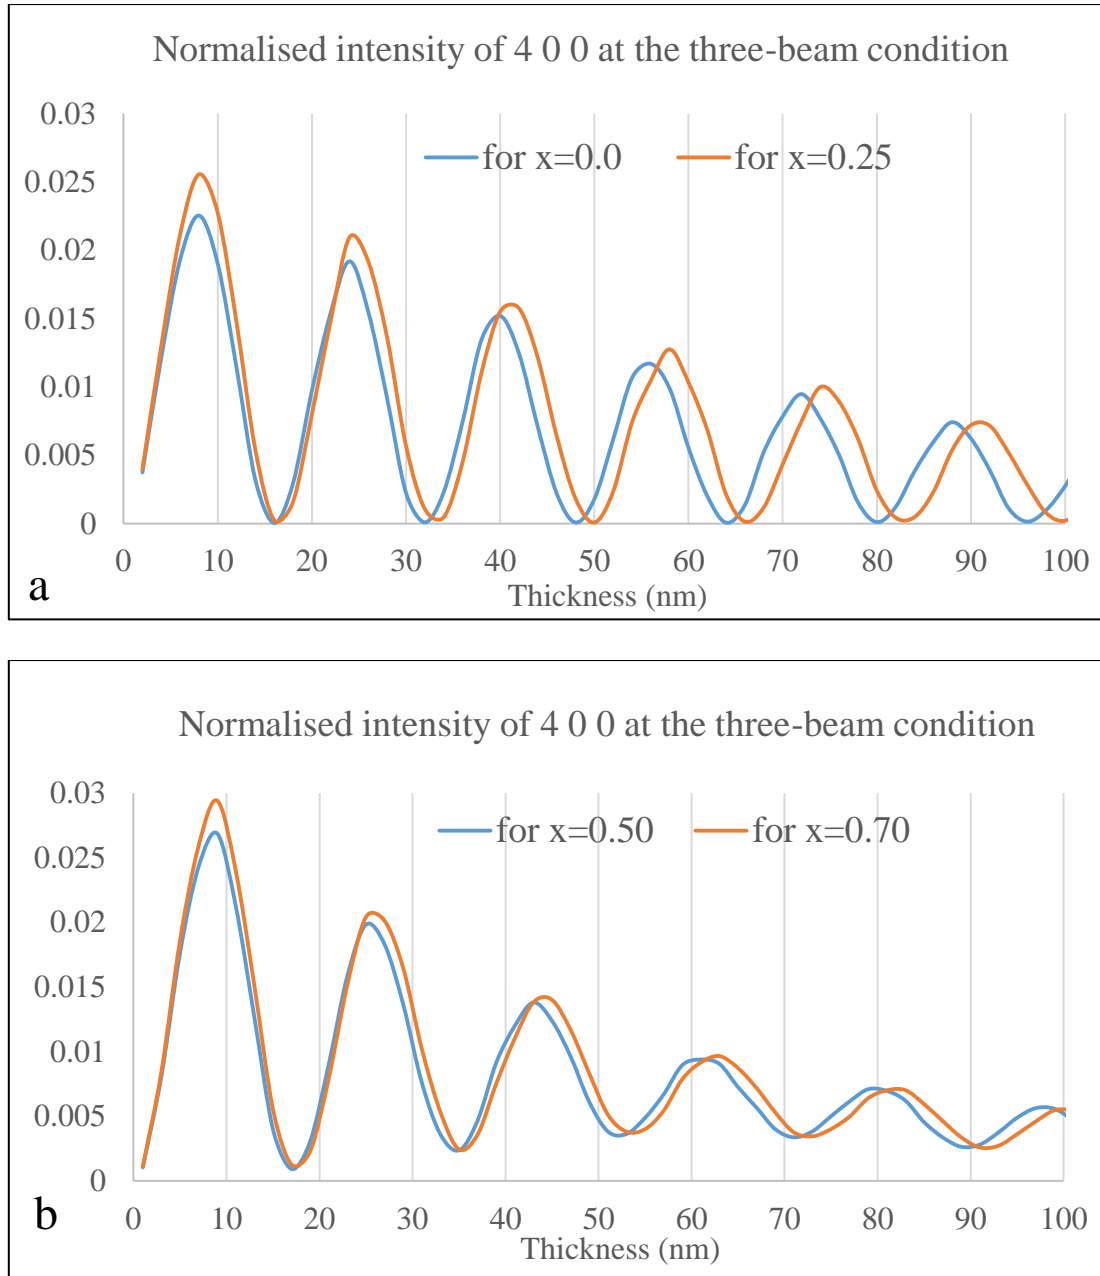 Normalised intensity of 4 0 0 at the three-beam condition
for x=0.0 for x=0.25
0.03
0.025
0.02
0.015
0.01
0.005
0
0 10 20 30 40 50 60 70 80 90 100
Thickness (nm)
a
Normalised intensity of 4 0 0 at the three-beam condition
for x=0.50 for x=0.70
0.03
0.025
0.02
0.015
0.01
0.005
0
0 10 20 30 40 50 60 70 80 90 100
Thickness (nm)
b